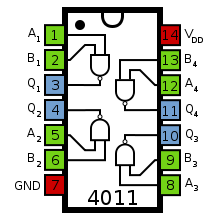 A1 1 14 VDD
B1 2 13 B4
Q1 3 12 A4
Q2 4 11 Q4
A2 5 10 Q3
B2 6 9 B3
GND 7 8 A3
4011